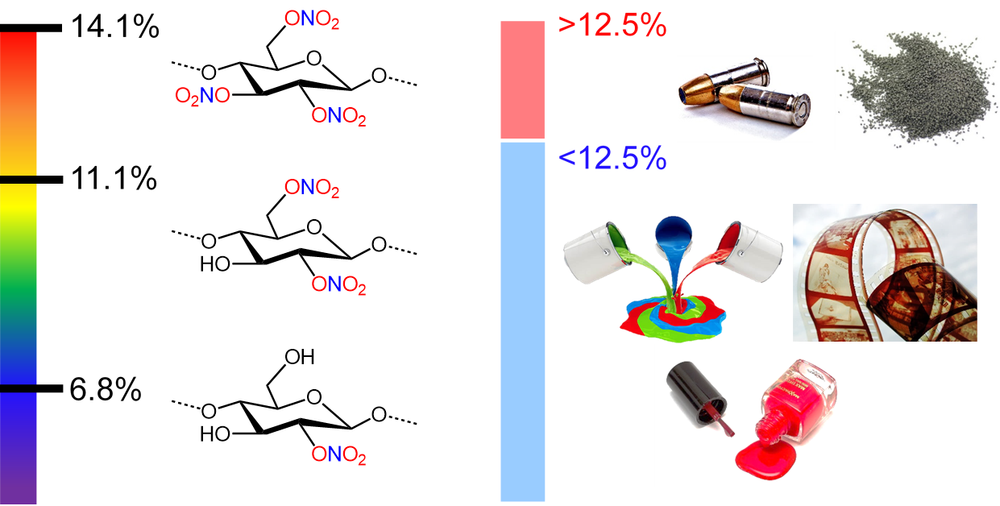 14.1%
ONO₂
O
O
O
O₂NO
ONO₂
11.1%
ONO₂
O
O
O
HO
ONO₂
6.8%
OH
O
O
O
HO
ONO₂
>12.5%
<12.5%